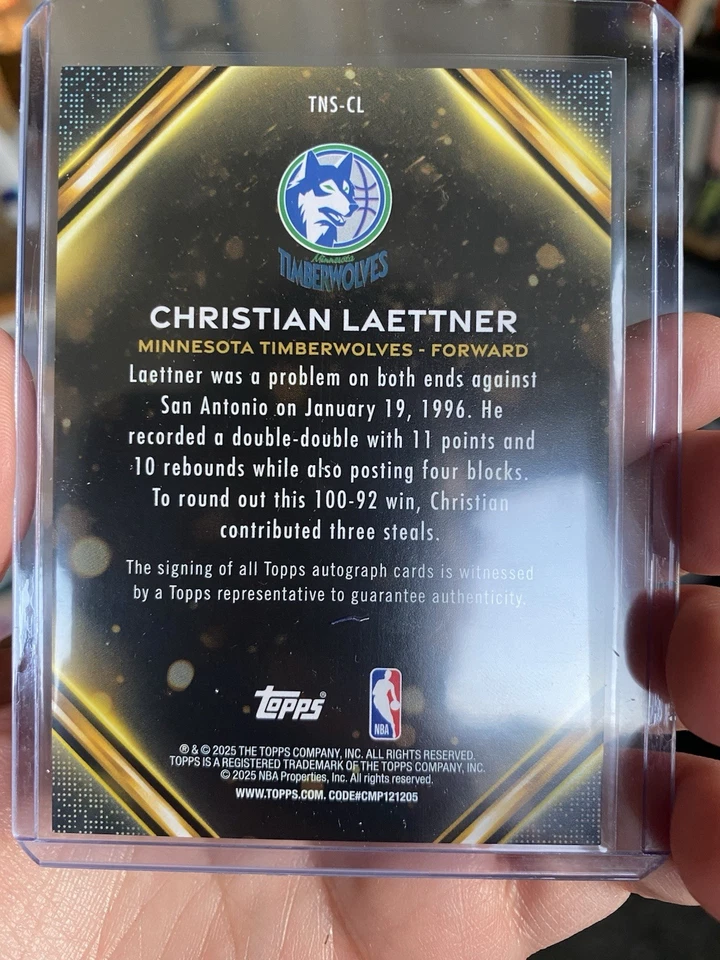 TNS-CL
Minnesota
TIMBERWOLVES
CHRISTIAN LAETTNER
MINNESOTA TIMBERWOLVES - FORWARD
Laettner was a problem on both ends against
San Antonio on January 19, 1996. He
recorded a double-double with 11 points and
10 rebounds while also posting four blocks.
To round out this 100-92 win, Christian
contributed three steals.
The signing of all Topps autograph cards is witnessed
by a Topps representative to guarantee authenticity.
topps®
NBA
® & © 2025 THE TOPPS COMPANY, INC. ALL RIGHTS RESERVED.
TOPPS IS A REGISTERED TRADEMARK OF THE TOPPS COMPANY, INC.
© 2025 NBA Properties, Inc. All rights reserved.
WWW.TOPPS.COM. CODE#CMP121205